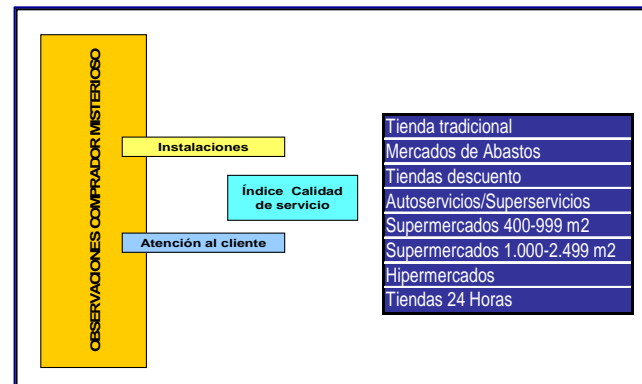 OBSERVACIONES COMPRADOR MISTERIOSO
Instalaciones
Índice Calidad
de servicio
Atención al cliente
Tienda tradicional
Mercados de Abastos
Tiendas descuento
Autoservicios/Superservicios
Supermercados 400-999 m2
Supermercados 1.000-2.499 m2
Hipermercados
Tiendas 24 Horas